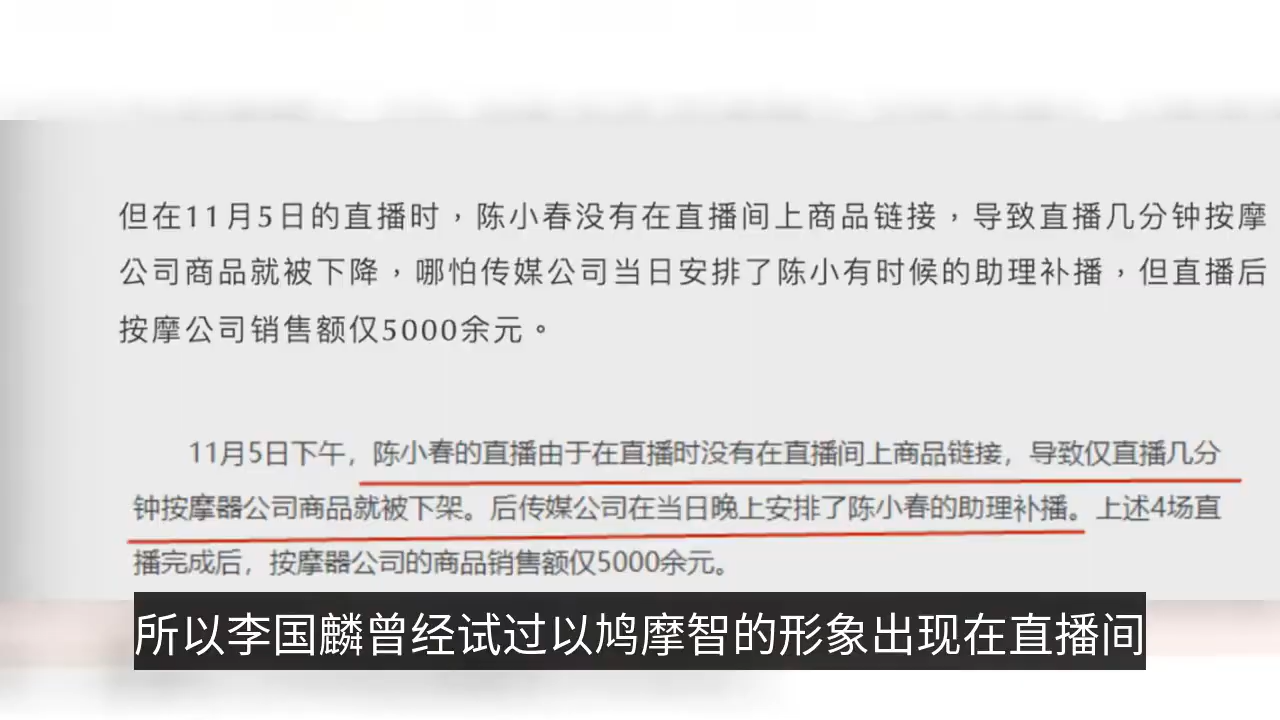 但在11月5日的直播时，陈小春没有在直播间上商品链接，导致直播几分钟按摩
公司商品就被下降，哪怕传媒公司当日安排了陈小有时候的助理补播，但直播后
按摩公司销售额仅5000余元。
11月5日下午，陈小春的直播由于在直播时没有在直播间上商品链接，导致仅直播几分
钟按摩器公司商品就被下架。后传媒公司在当日晚上安排了陈小春的助理补播。上述4场直
播完成后，按摩器公司的商品销售额仅5000余元。
所以李国麟曾经试过以鸠摩智的形象出现在直播间